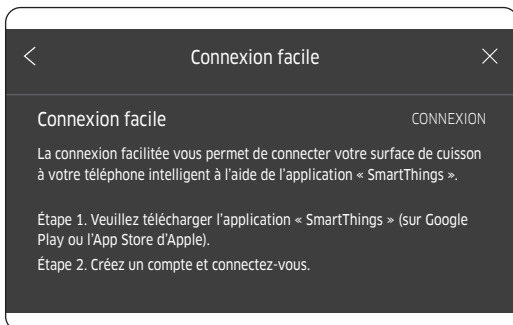 Connexion facile
Connexion facile
CONNEXION
La connexion facilitée vous permet de connecter votre surface de cuisson
à votre téléphone intelligent à l'aide de l'application « SmartThings ».
Étape 1. Veuillez télécharger l'application « SmartThings » (sur Google
Play ou l'App Store d'Apple).
Étape 2. Créez un compte et connectez-vous.